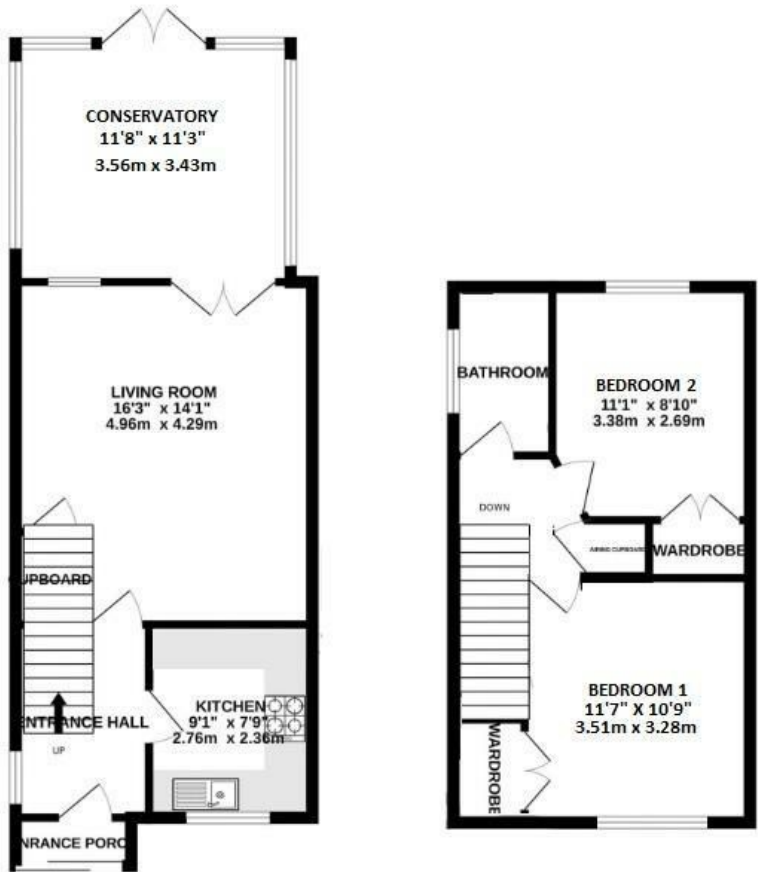 CONSERVATORY
11'8" x 11'3"
3.56m x 3.43m
LIVING ROOM
16'3" x 14'1"
4.96m x 4.29m
UPBOARD
ENTRANCE HALL
UP
KITCHEN
9'1" x 7'9"
2.76m x 2.36m
NRANCE PORC
BATHROOM
BEDROOM 2
11'1" x 8'10"
3.38m x 2.69m
DOWN
AIRING CUPBOARD
WARDROBE
BEDROOM 1
11'7" X 10'9"
3.51m x 3.28m
WARDROBE